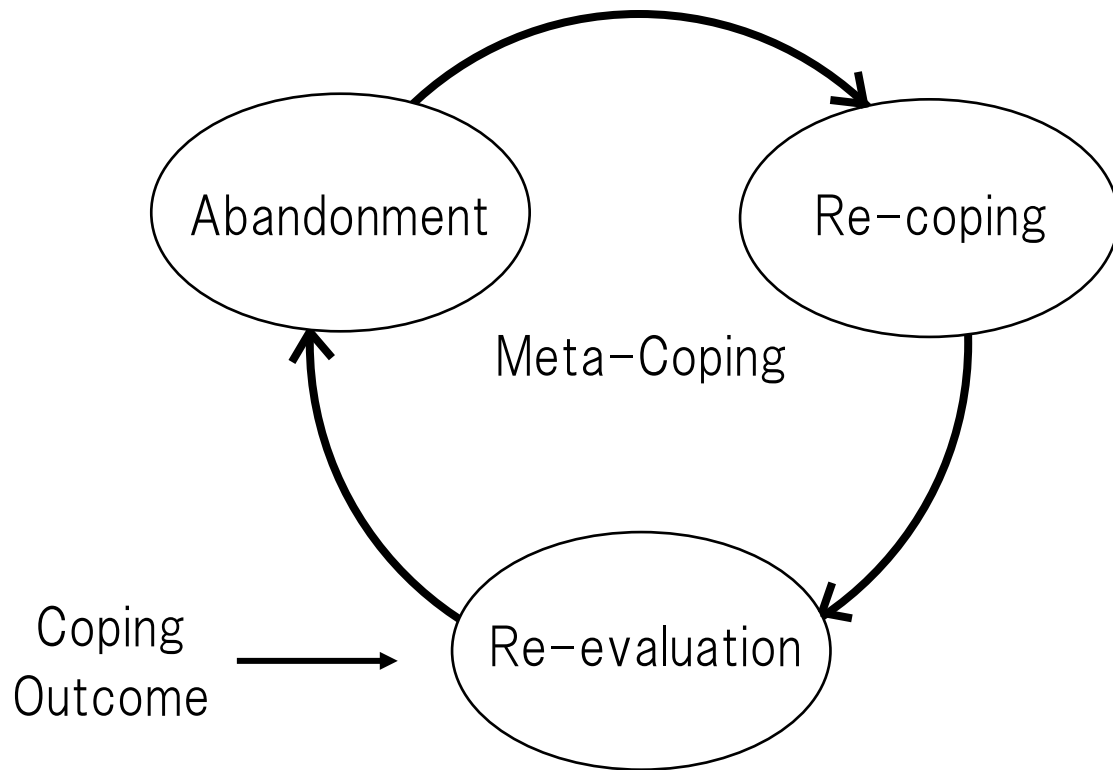 Abandonment
Re-coping
Meta-Coping
Coping
Outcome
Re-evaluation